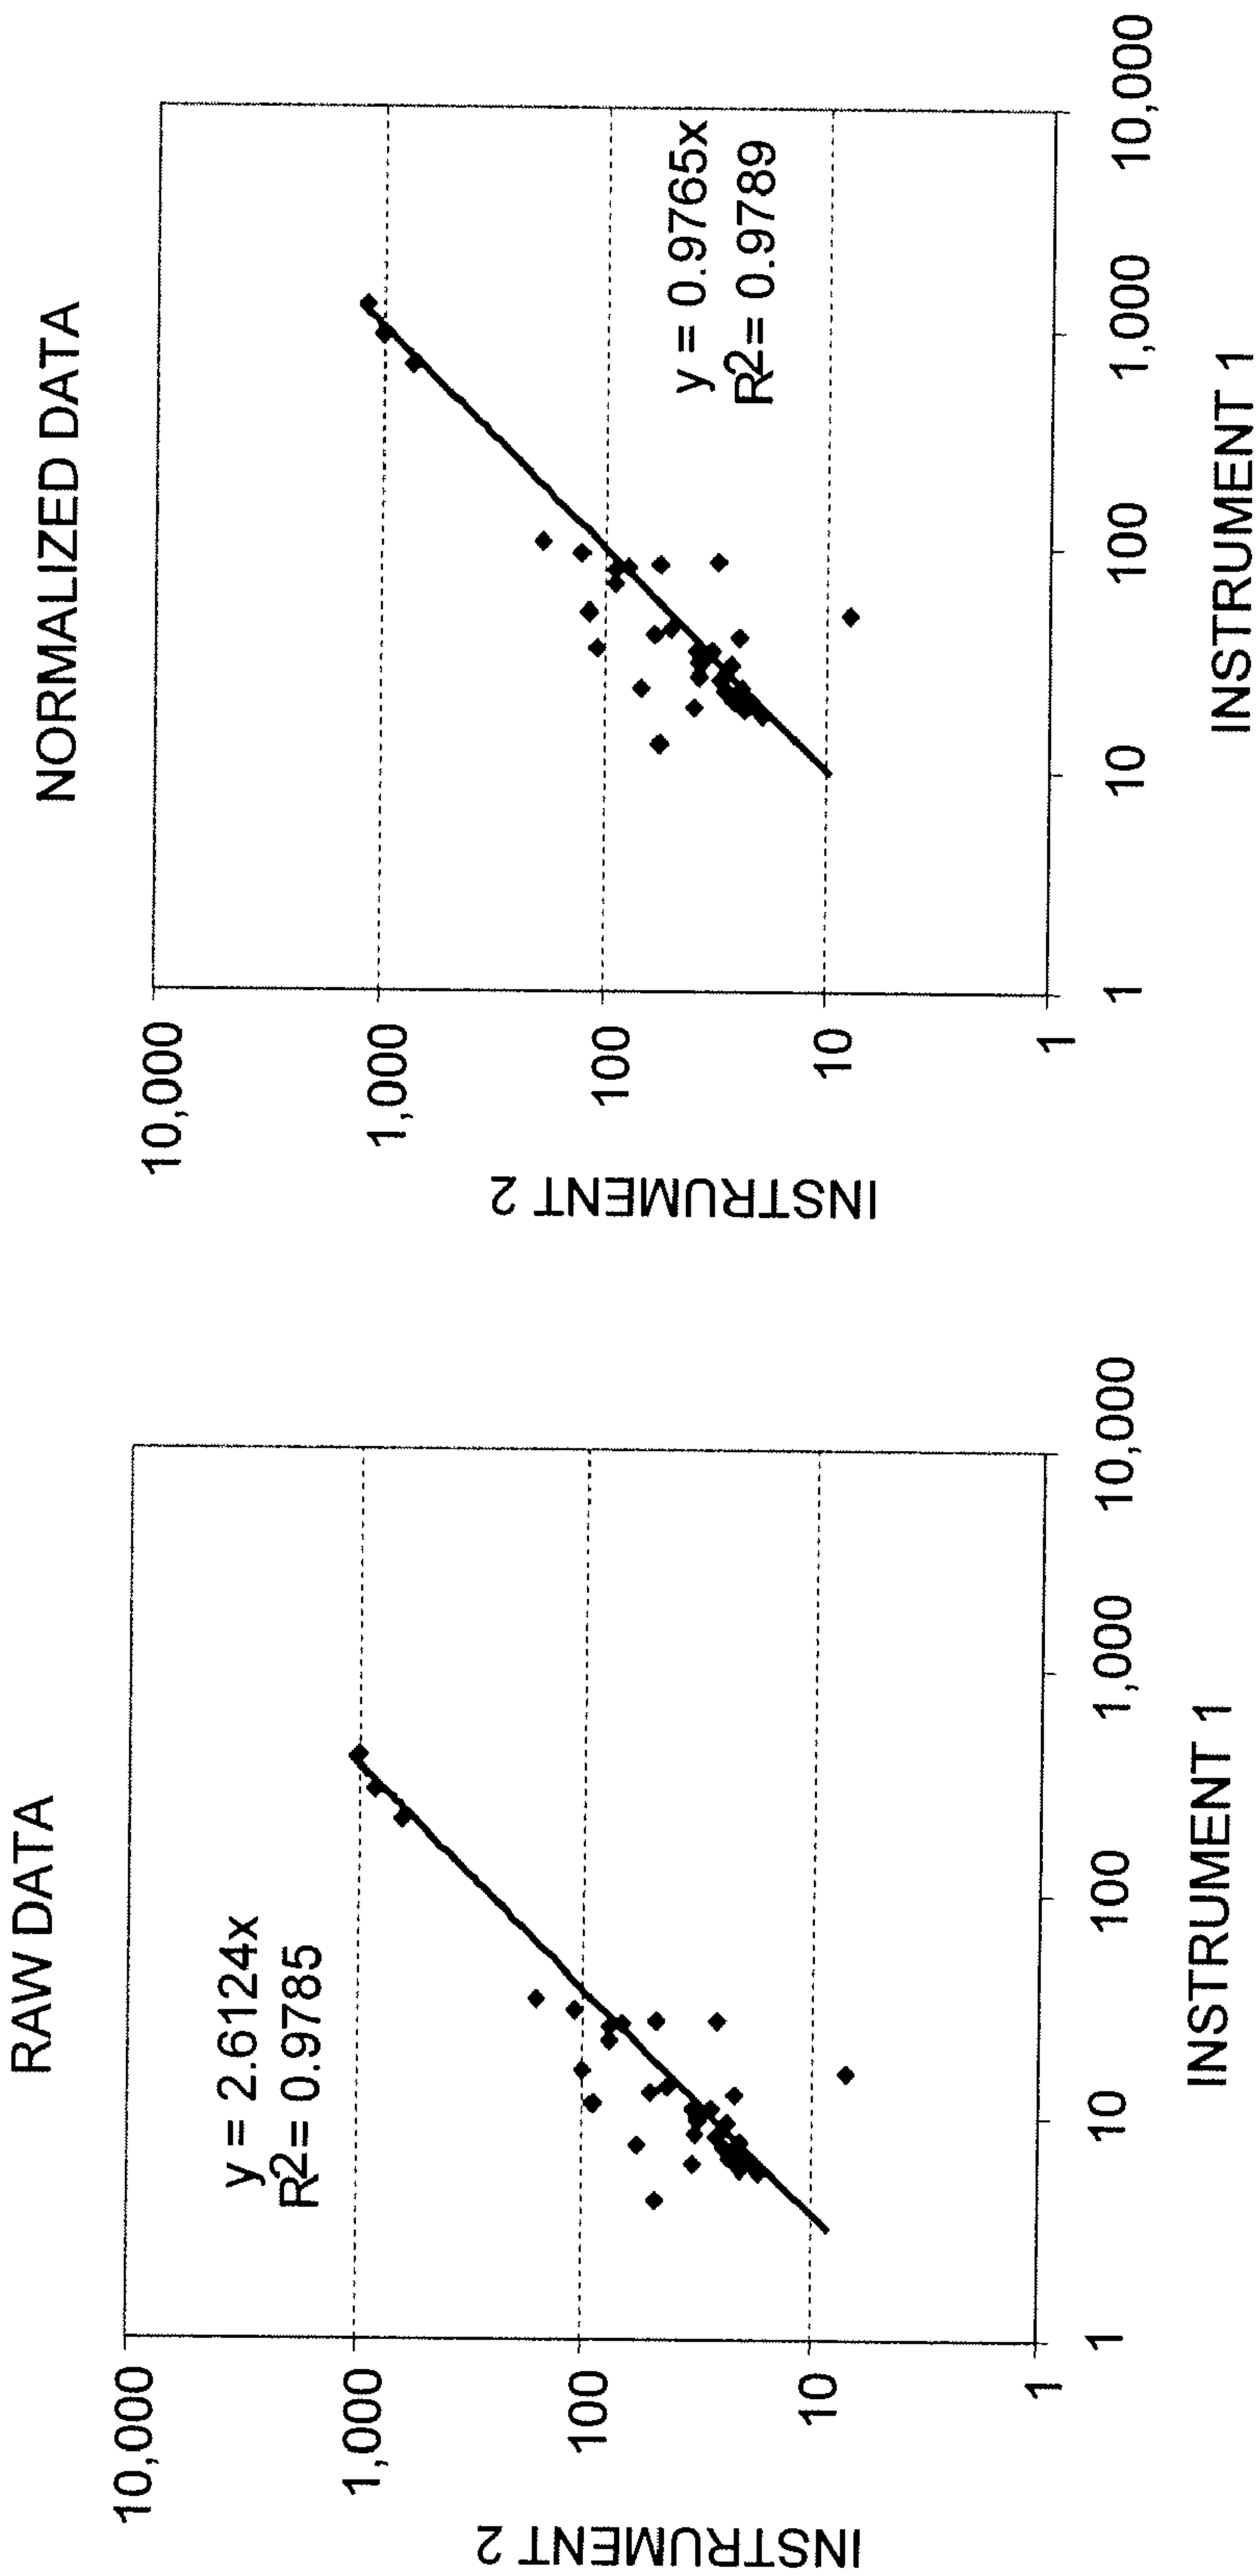 RAW DATA
10,000
1,000
100
10
1
INSTRUMENT 2
y = 2.6124x
R2= 0.9785
1 10 100 1,000 10,000
INSTRUMENT 1
NORMALIZED DATA
10,000
1,000
100
10
1
INSTRUMENT 2
y = 0.9765x
R2= 0.9789
1 10 100 1,000 10,000
INSTRUMENT 1